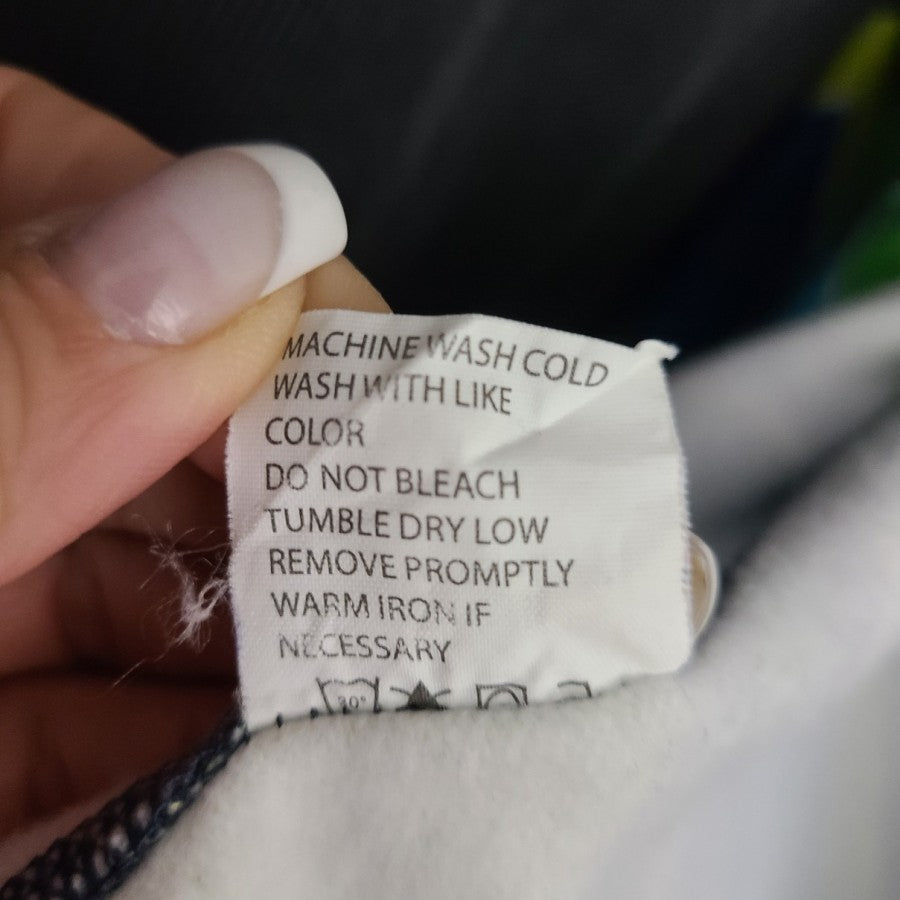 MACHINE WASH COLD
WASH WITH LIKE
COLOR
DO NOT BLEACH
TUMBLE DRY LOW
REMOVE PROMPTLY
WARM IRON IF
NECESSARY
30°